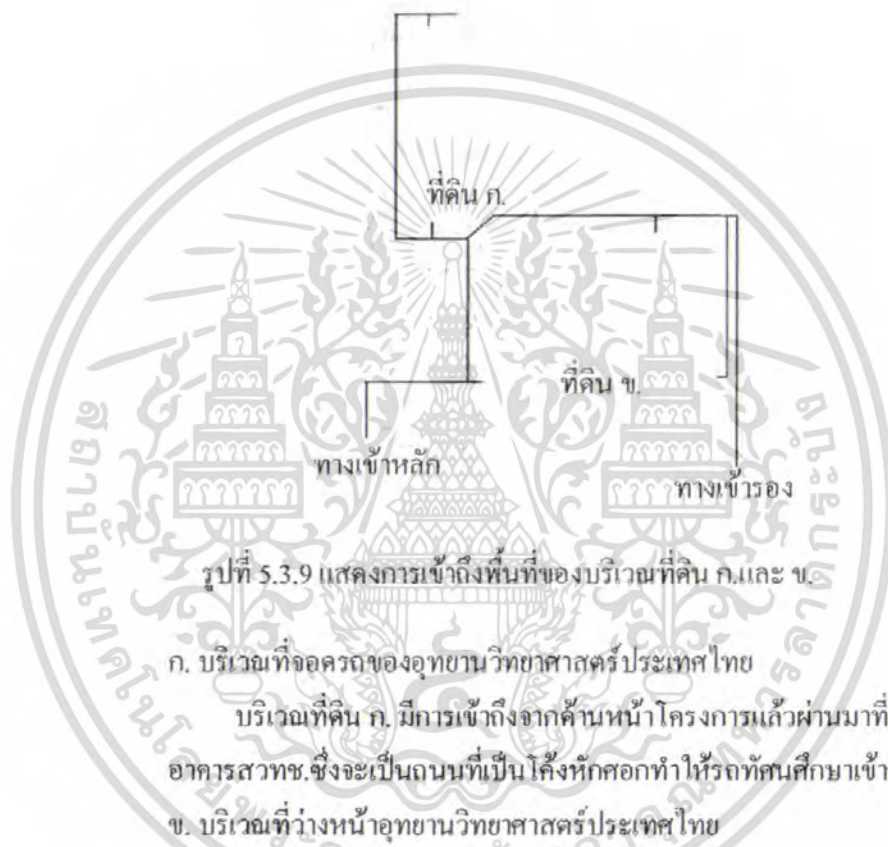 ที่ดิน ก.
ที่ดิน ข.
ทางเข้าหลัก
ทางเข้ารอง
รูปที่ 5.3.9 แสดงการเข้าถึงพื้นที่ของบริเวณที่ดิน ก.และ ข.
ก. บริเวณที่จอดรถของอุทยานวิทยาศาสตร์ประเทศไทย
บริเวณที่ดิน ก. มีการเข้าถึงจากด้านหน้าโครงการแล้วผ่านมาที่
อาคารสวทช.ซึ่งจะเป็นถนนที่เป็นโค้งหักศอกทำให้รถทัศนศึกษาเข้า
ข. บริเวณที่ว่างหน้าอุทยานวิทยาศาสตร์ประเทศไทย